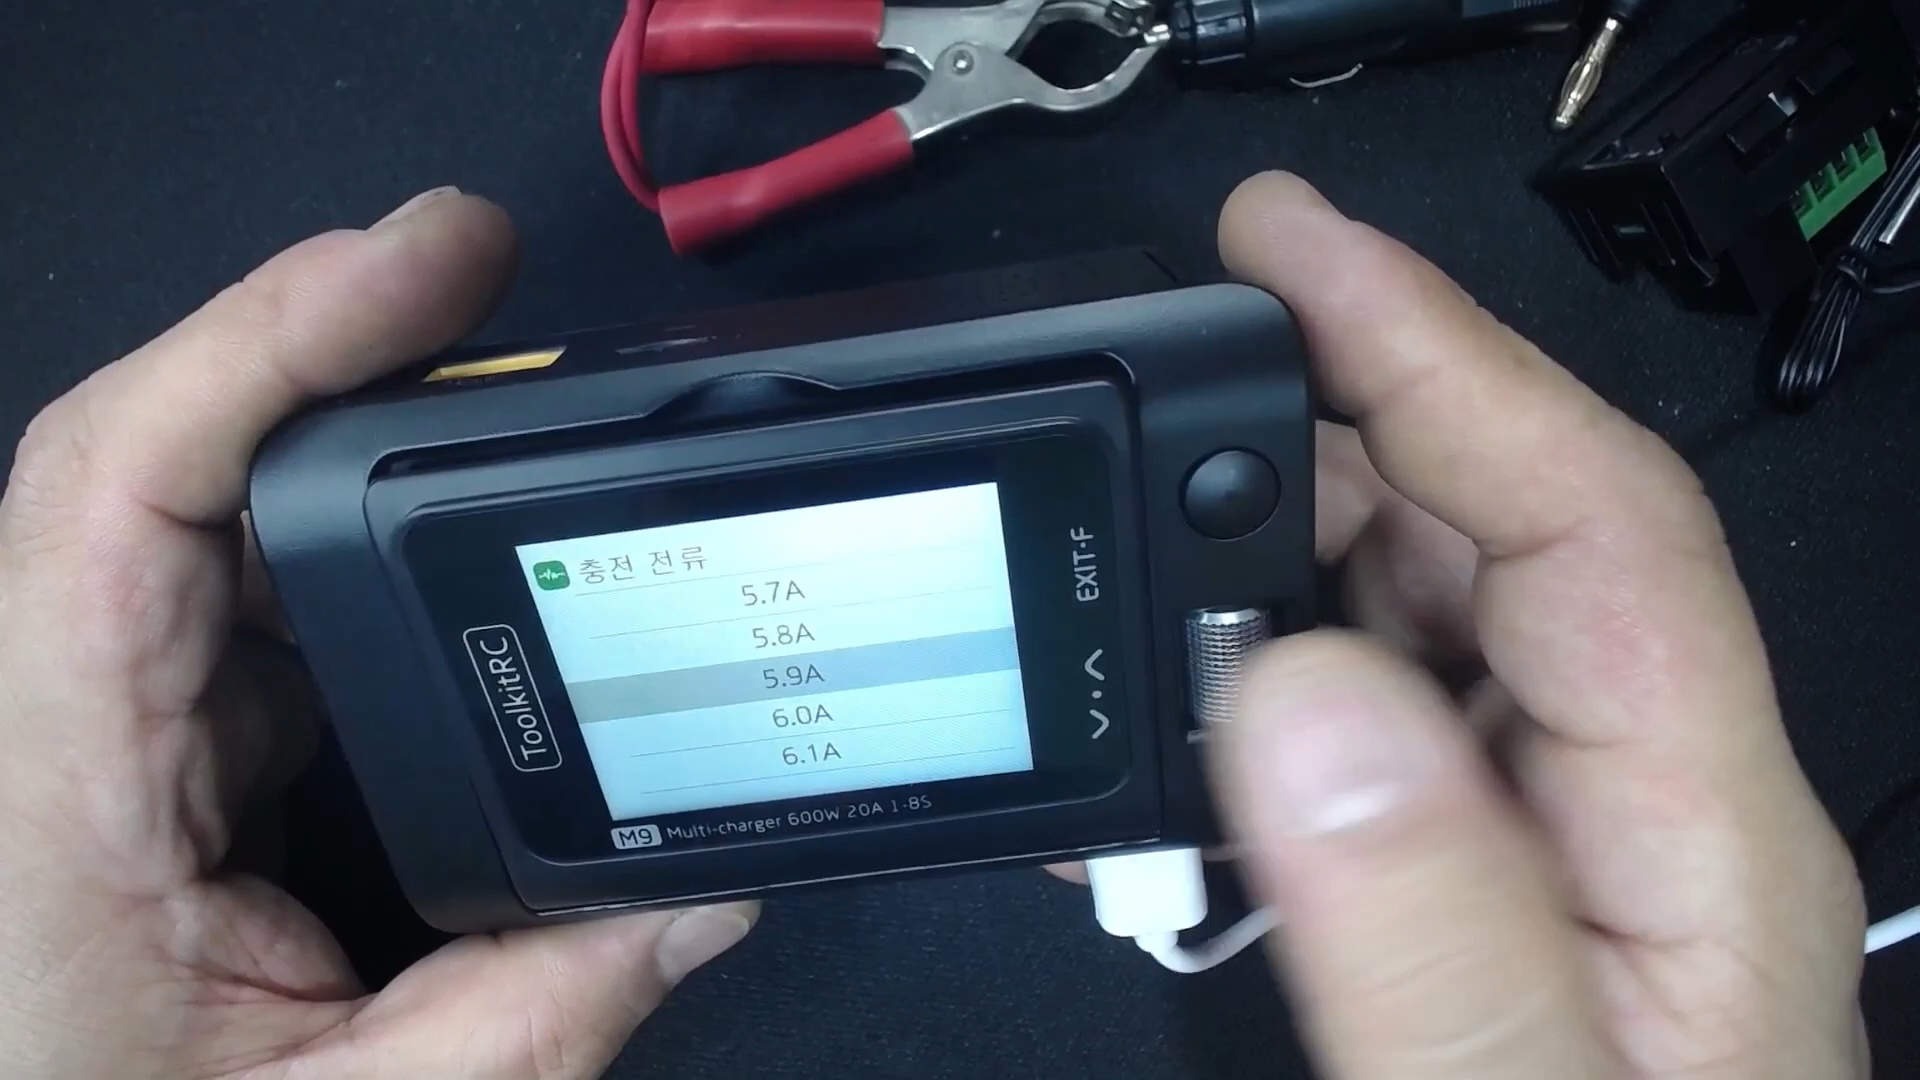 충전 전류
5.7A
5.8A
5.9A
6.0A
6.1A
ToolkitRC
EXIT·F
M9 Multi-charger 600W 20A 1-8S